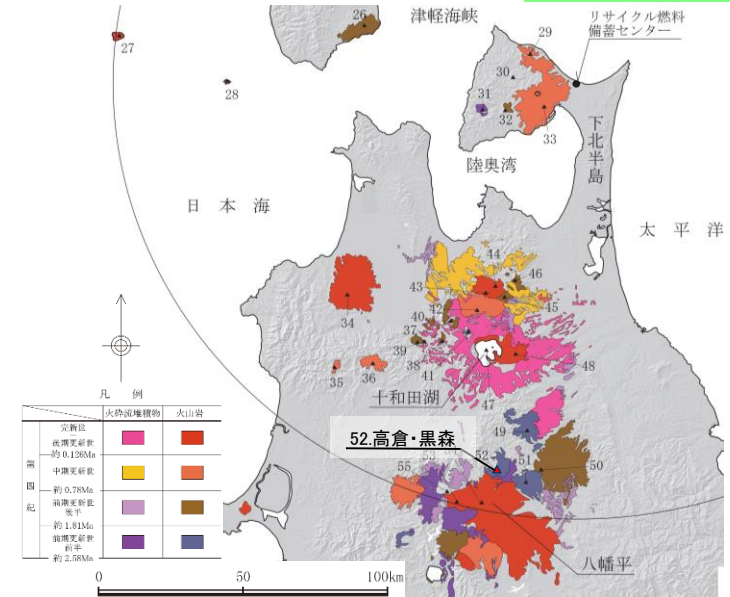 津軽海峡
リサイクル燃料
備蓄センター
26
27
28
29
30
31
32
33
陸奥湾
下北半島
日本海
太平洋
34
35
36
37
38
39
40
41
42
43
44
45
46
47
48
十和田湖
49
50
51
52
53
55
52.高倉・黒森
八幡平
凡例
火砕流堆積物
火山岩
第四紀
完新世
～
後期更新世
約 0.126Ma
中期更新世
約 0.78Ma
前期更新世
後半
約 1.81Ma
前期更新世
前半
約 2.58Ma
0 50 100km